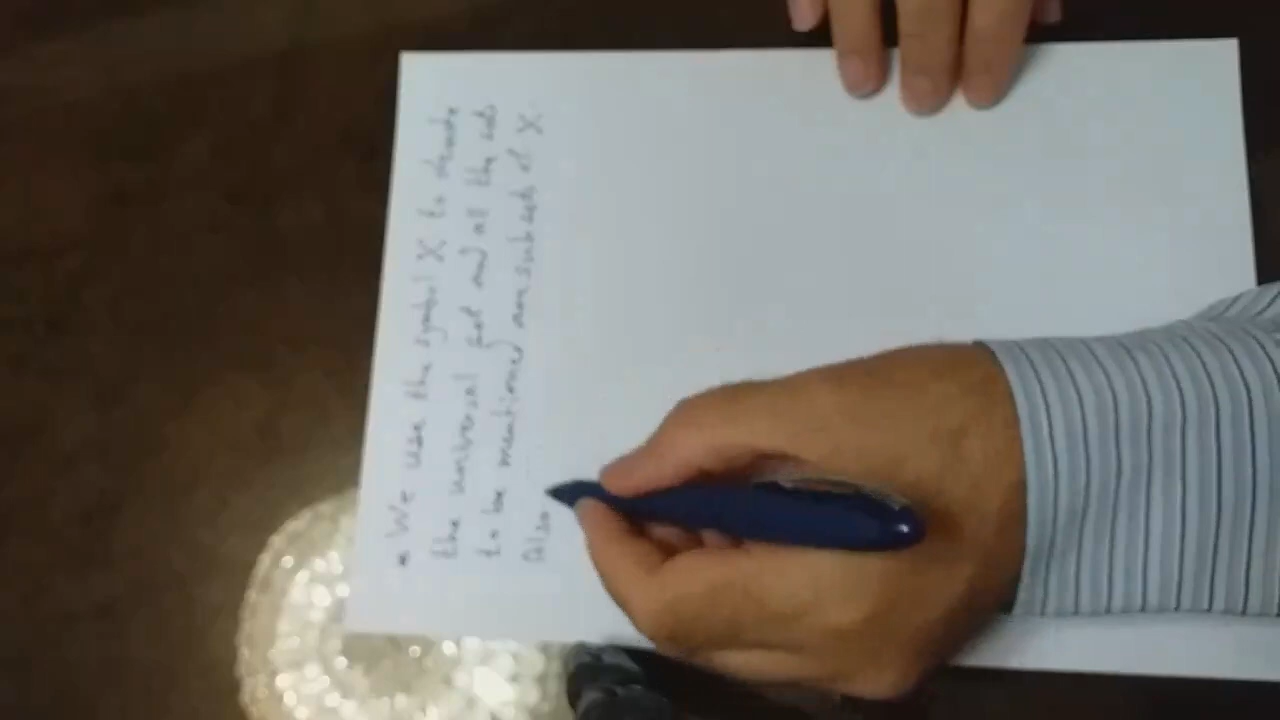 • We use the symbol X to denote
the universal set and all the sets
to be mentioned are subsets of X.
Also